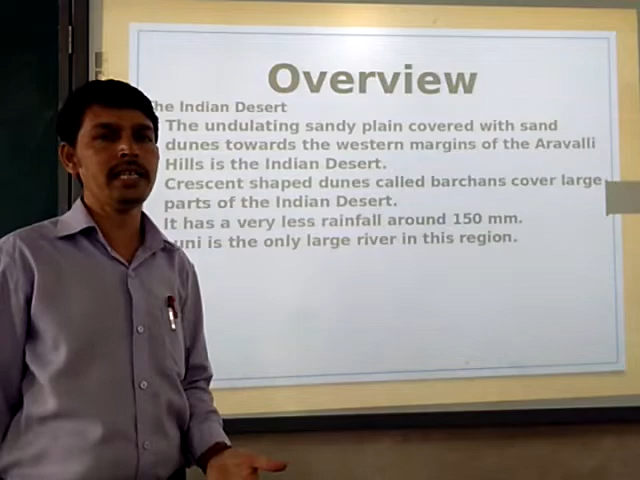 Overview
The Indian Desert
The undulating sandy plain covered with sand
dunes towards the western margins of the Aravalli
Hills is the Indian Desert.
Crescent shaped dunes called barchans cover large
parts of the Indian Desert.
It has a very less rainfall around 150 mm.
Luni is the only large river in this region.